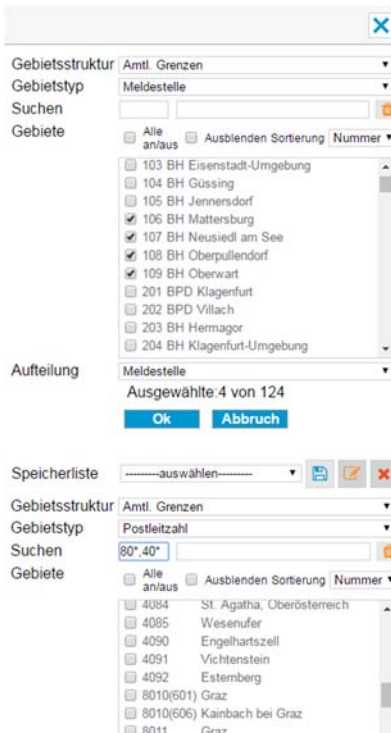 Gebietsstruktur Amtl. Grenzen
Gebietstyp Meldestelle
Suchen
Gebiete Alle an/aus Ausblenden Sortierung Nummer
103 BH Eisenstadt-Umgebung
104 BH Güssing
105 BH Jennersdorf
106 BH Mattersburg
107 BH Neusiedl am See
108 BH Oberpullendorf
109 BH Oberwart
201 BPD Klagenfurt
202 BPD Villach
203 BH Hermagor
204 BH Klagenfurt-Umgebung
Aufteilung Meldestelle
Ausgewählte:4 von 124
Ok Abbruch
Speicherliste ---------auswählen---------
Gebietsstruktur Amtl. Grenzen
Gebietstyp Postleitzahl
Suchen 80*,40*
Gebiete Alle an/aus Ausblenden Sortierung Nummer
4084 St. Agatha, Oberösterreich
4085 Wesenufer
4090 Engelhartszell
4091 Vichtenstein
4092 Esternberg
8010(601) Graz
8010(606) Kainbach bei Graz
8011 Graz